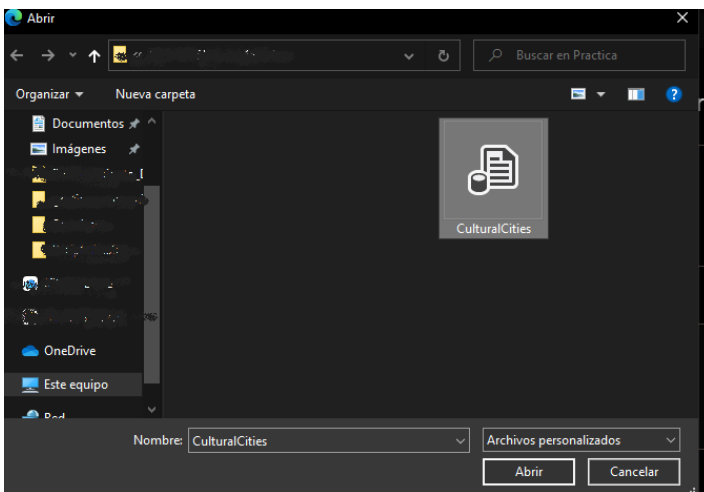 Abrir
Buscar en Practica
Organizar
Nueva carpeta
Documentos
Imágenes
CulturalCities
OneDrive
Este equipo
Red
Nombre: CulturalCities
Archivos personalizados
Abrir
Cancelar